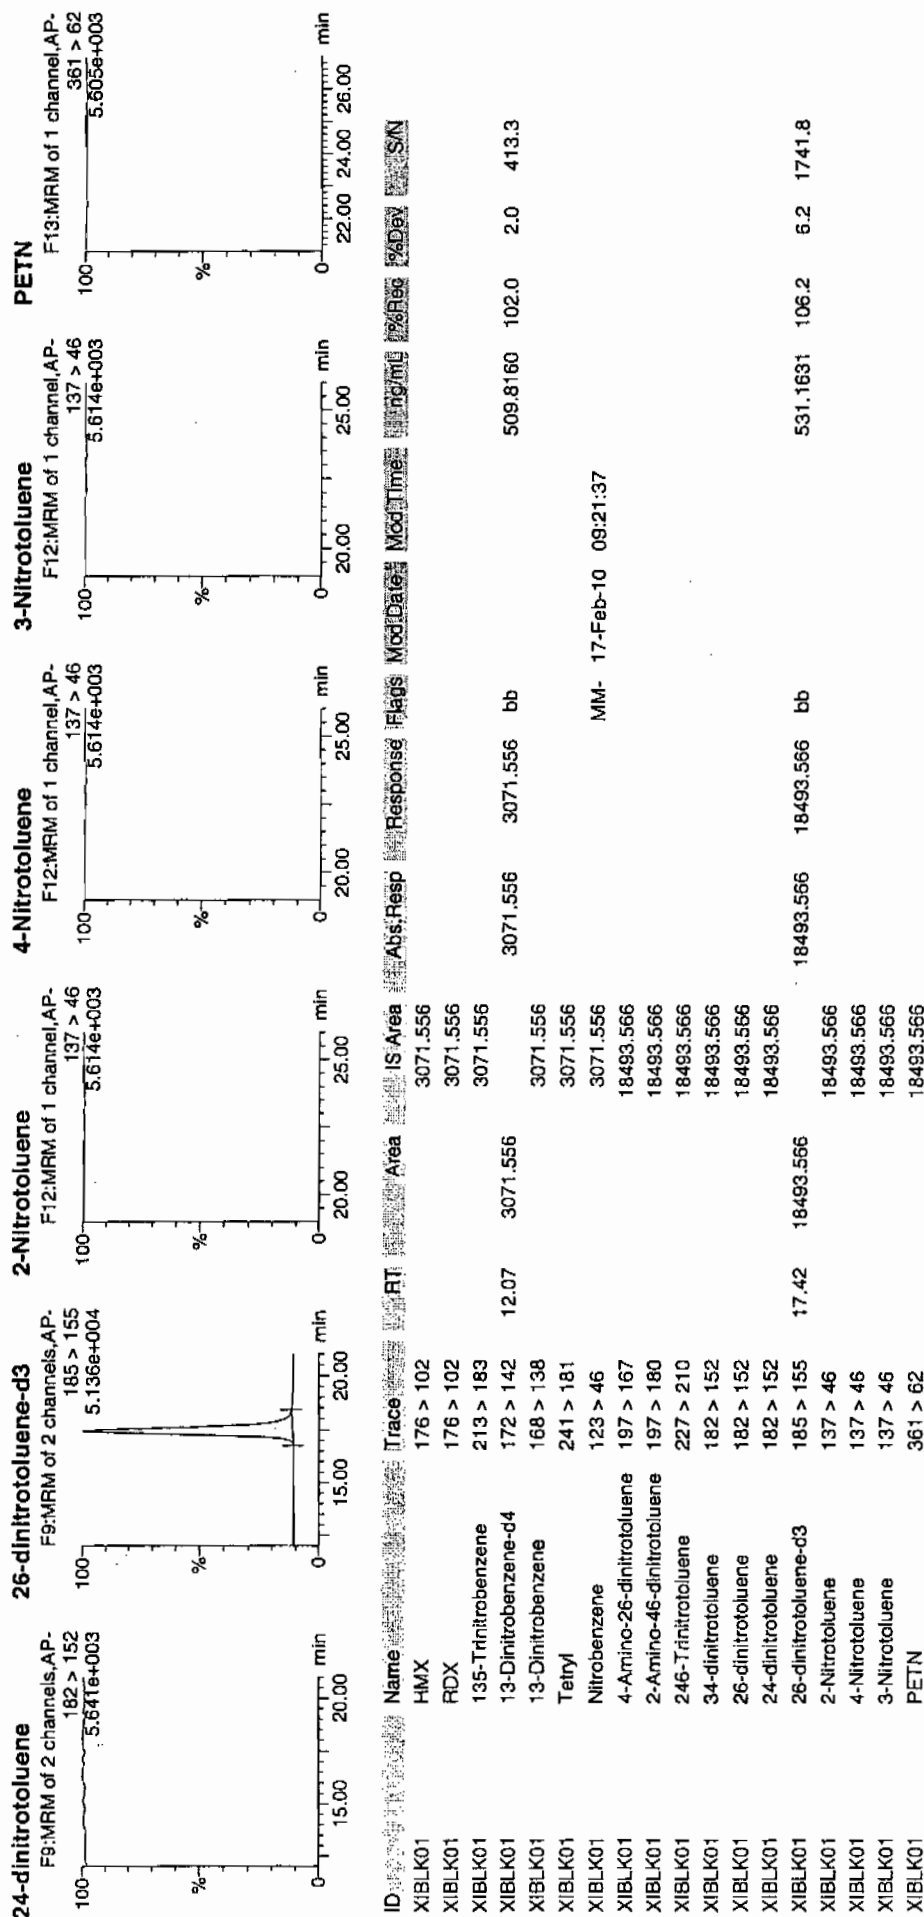 24-dinitrotoluene
F9:MRM of 2 channels,AP-
182 > 152
5.641e+003
100
%
0
15.00 20.00 min
26-dinitrotoluene-d3
F9:MRM of 2 channels,AP-
185 > 155
5.136e+004
100
%
0
15.00 20.00 min
2-Nitrotoluene
F12:MRM of 1 channel,AP-
137 > 46
5.614e+003
100
%
0
20.00 25.00 min
4-Nitrotoluene
F12:MRM of 1 channel,AP-
137 > 46
5.614e+003
100
%
0
20.00 25.00 min
3-Nitrotoluene
F12:MRM of 1 channel,AP-
137 > 46
5.614e+003
100
%
0
20.00 25.00 min
PETN
F13:MRM of 1 channel,AP-
361 > 62
5.605e+003
100
%
0
22.00 24.00 26.00 min
ID Name Trace RT Area IS Area Abs.Resp Response Flags Mod.Date Mod.Time ng/mL %Rec %Dev S/N
XIBLK01 HMX 176 > 102 3071.556
XIBLK01 RDX 176 > 102 3071.556
XIBLK01 135-Trinitrobenzene 213 > 183 3071.556
XIBLK01 13-Dinitrobenzene-d4 172 > 142 12.07 3071.556 3071.556 3071.556 bb 509.8160 102.0 2.0 413.3
XIBLK01 13-Dinitrobenzene 168 > 138 3071.556
XIBLK01 Tetryl 241 > 181 3071.556
XIBLK01 Nitrobenzene 123 > 46 3071.556 MM- 17-Feb-10 09:21:37
XIBLK01 4-Amino-26-dinitrotoluene 197 > 167 18493.566
XIBLK01 2-Amino-46-dinitrotoluene 197 > 180 18493.566
XIBLK01 246-Trinitrotoluene 227 > 210 18493.566
XIBLK01 34-dinitrotoluene 182 > 152 18493.566
XIBLK01 26-dinitrotoluene 182 > 152 18493.566
XIBLK01 24-dinitrotoluene 182 > 152 18493.566
XIBLK01 26-dinitrotoluene-d3 185 > 155 17.42 18493.566 18493.566 18493.566 bb 531.1631 106.2 6.2 1741.8
XIBLK01 2-Nitrotoluene 137 > 46 18493.566
XIBLK01 4-Nitrotoluene 137 > 46 18493.566
XIBLK01 3-Nitrotoluene 137 > 46 18493.566
XIBLK01 PETN 361 > 62 18493.566